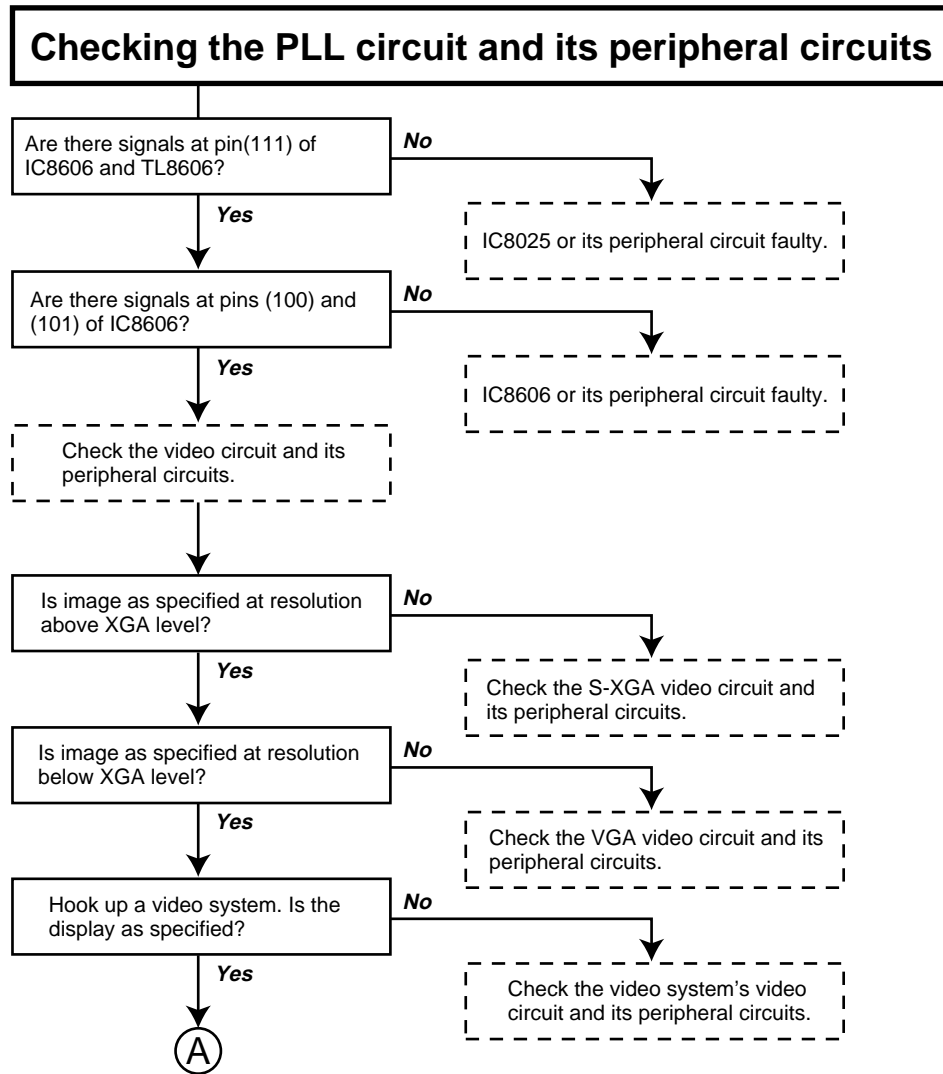 Checking the PLL circuit and its peripheral circuits
Are there signals at pin(111) of
IC8606 and TL8606?
No
Yes
IC8025 or its peripheral circuit faulty.
Are there signals at pins (100) and
(101) of IC8606?
No
Yes
IC8606 or its peripheral circuit faulty.
Check the video circuit and its
peripheral circuits.
Is image as specified at resolution
above XGA level?
No
Yes
Check the S-XGA video circuit and
its peripheral circuits.
Is image as specified at resolution
below XGA level?
No
Yes
Check the VGA video circuit and its
peripheral circuits.
Hook up a video system. Is the
display as specified?
No
Yes
Check the video system’s video
circuit and its peripheral circuits.
A